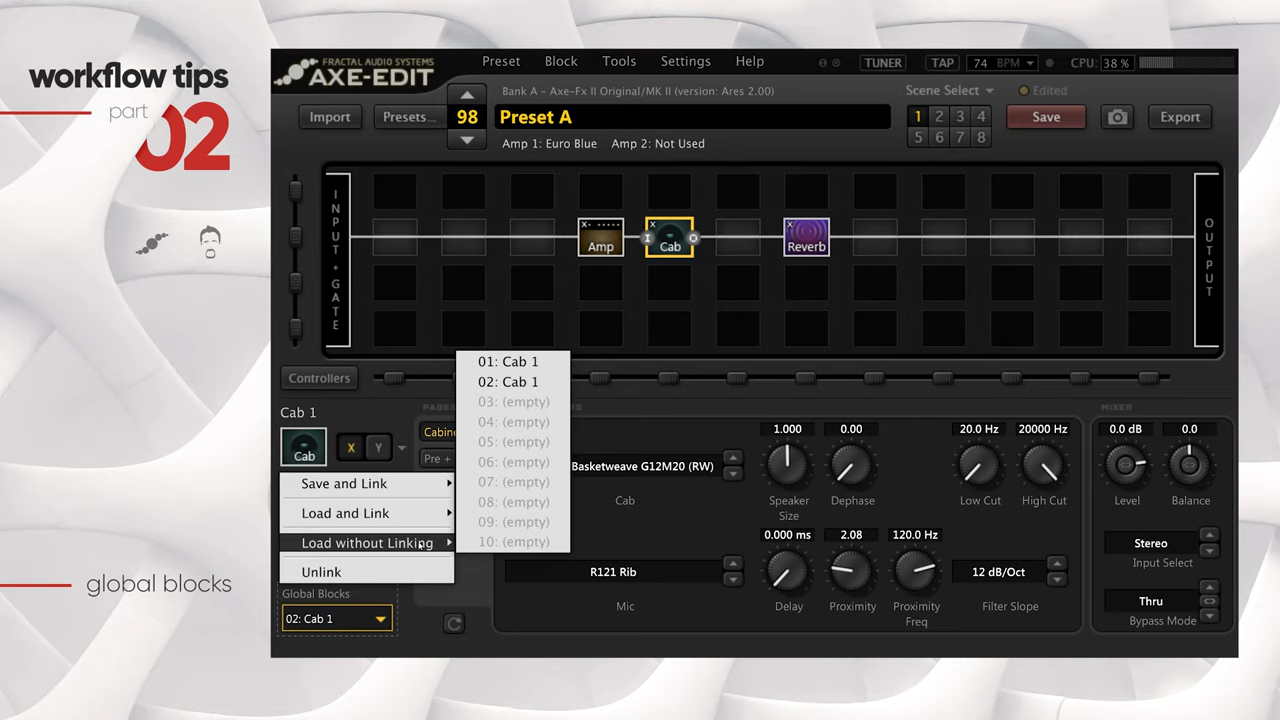 workflow tips
part
02
global blocks
FRACTAL AUDIO SYSTEMS
AXE-EDIT
Preset Block Tools Settings Help
TUNER TAP 74 BPM CPU: 38 %
Bank A – Axe-Fx II Original/MK II (version: Ares 2.00)
Scene Select Edited
Import Presets... 98 Preset A
1 2 3 4
5 6 7 8
Save Export
Amp 1: Euro Blue Amp 2: Not Used
INPUT + GATE
X Amp
X Cab
X Reverb
OUTPUT
Controllers
Cab 1
Cab
X Y
Save and Link
Load and Link
Load without Linking
Unlink
Global Blocks
02: Cab 1
01: Cab 1
02: Cab 1
03: (empty)
04: (empty)
05: (empty)
06: (empty)
07: (empty)
08: (empty)
09: (empty)
10: (empty)
PAGES
Cabine
Pre +
Basketweave G12M20 (RW)
Cab
R121 Rib
Mic
1.000 0.00 20.0 Hz 20000 Hz
Speaker Size Dephase Low Cut High Cut
0.000 ms 2.08 120.0 Hz 12 dB/Oct
Delay Proximity Proximity Freq Filter Slope
MIXER
0.0 dB 0.0
Level Balance
Stereo
Input Select
Thru
Bypass Mode